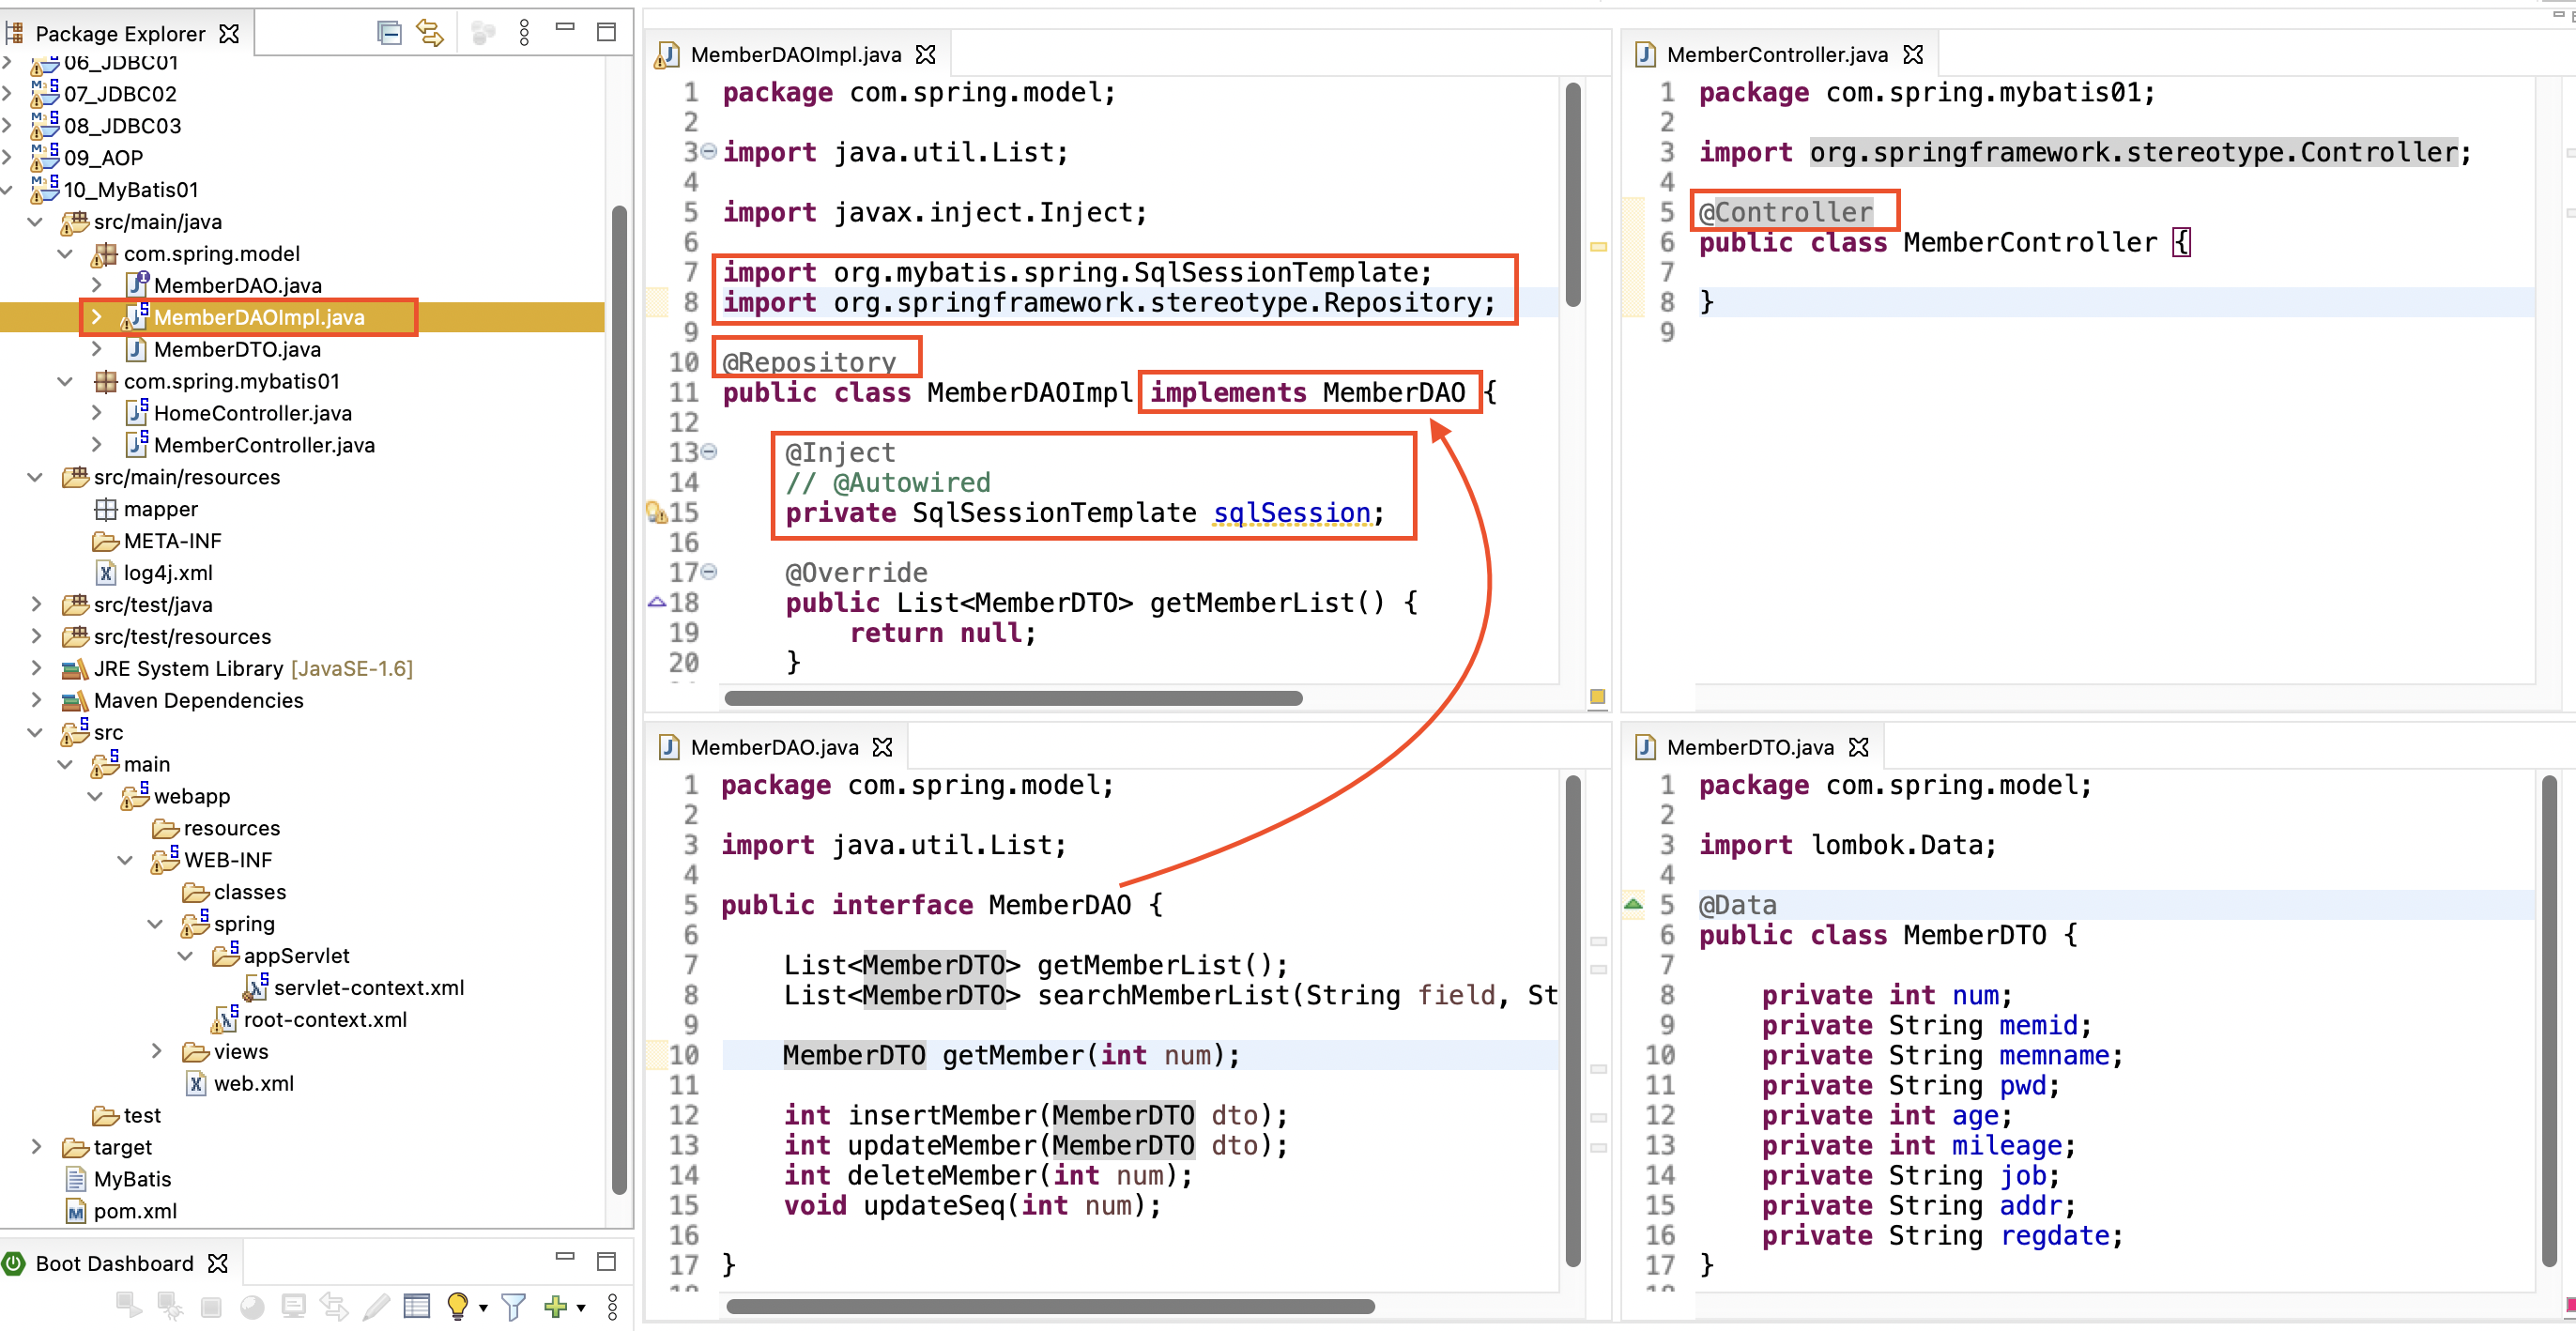 Package Explorer
06_JDBC01
07_JDBC02
08_JDBC03
09_AOP
10_MyBatis01
src/main/java
com.spring.model
MemberDAO.java
MemberDAOImpl.java
MemberDTO.java
com.spring.mybatis01
HomeController.java
MemberController.java
src/main/resources
mapper
META-INF
log4j.xml
src/test/java
src/test/resources
JRE System Library [JavaSE-1.6]
Maven Dependencies
src
main
webapp
resources
WEB-INF
classes
spring
appServlet
servlet-context.xml
root-context.xml
views
web.xml
test
target
MyBatis
pom.xml
Boot Dashboard
MemberDAOImpl.java
1 package com.spring.model;
2
3 import java.util.List;
4
5 import javax.inject.Inject;
6
7 import org.mybatis.spring.SqlSessionTemplate;
8 import org.springframework.stereotype.Repository;
9
10 @Repository
11 public class MemberDAOImpl implements MemberDAO {
12
13 @Inject
14 // @Autowired
15 private SqlSessionTemplate sqlSession;
16
17 @Override
18 public List<MemberDTO> getMemberList() {
19 return null;
20 }
MemberController.java
1 package com.spring.mybatis01;
2
3 import org.springframework.stereotype.Controller;
4
5 @Controller
6 public class MemberController {
7
8 }
9
MemberDAO.java
1 package com.spring.model;
2
3 import java.util.List;
4
5 public interface MemberDAO {
6
7 List<MemberDTO> getMemberList();
8 List<MemberDTO> searchMemberList(String field, St
9
10 MemberDTO getMember(int num);
11
12 int insertMember(MemberDTO dto);
13 int updateMember(MemberDTO dto);
14 int deleteMember(int num);
15 void updateSeq(int num);
16
17 }
MemberDTO.java
1 package com.spring.model;
2
3 import lombok.Data;
4
5 @Data
6 public class MemberDTO {
7
8 private int num;
9 private String memid;
10 private String memname;
11 private String pwd;
12 private int age;
13 private int mileage;
14 private String job;
15 private String addr;
16 private String regdate;
17 }